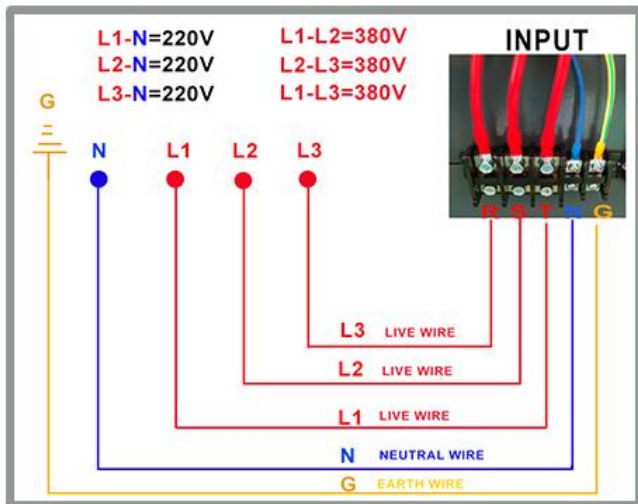 L1-N=220V
L2-N=220V
L3-N=220V
L1-L2=380V
L2-L3=380V
L1-L3=380V
INPUT
G
N
L1
L2
L3
R S T N G
L3 LIVE WIRE
L2 LIVE WIRE
L1 LIVE WIRE
N NEUTRAL WIRE
G EARTH WIRE